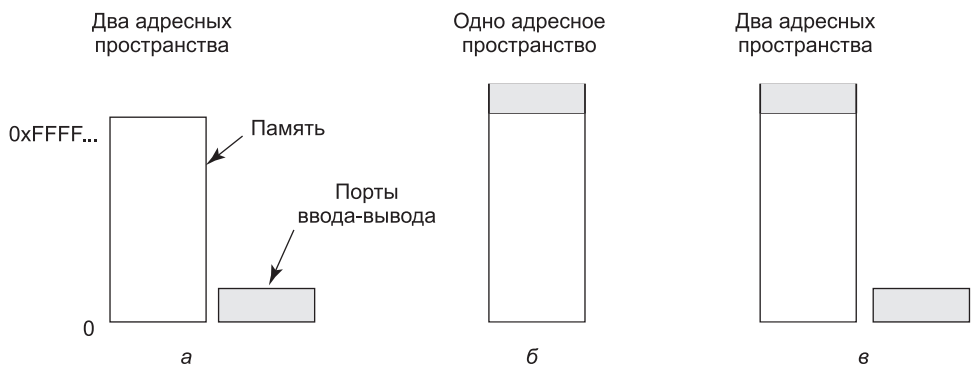 Два адресных
пространства
Одно адресное
пространство
Два адресных
пространства
0xFFFF...
Память
Порты
ввода-вывода
0
а
б
в